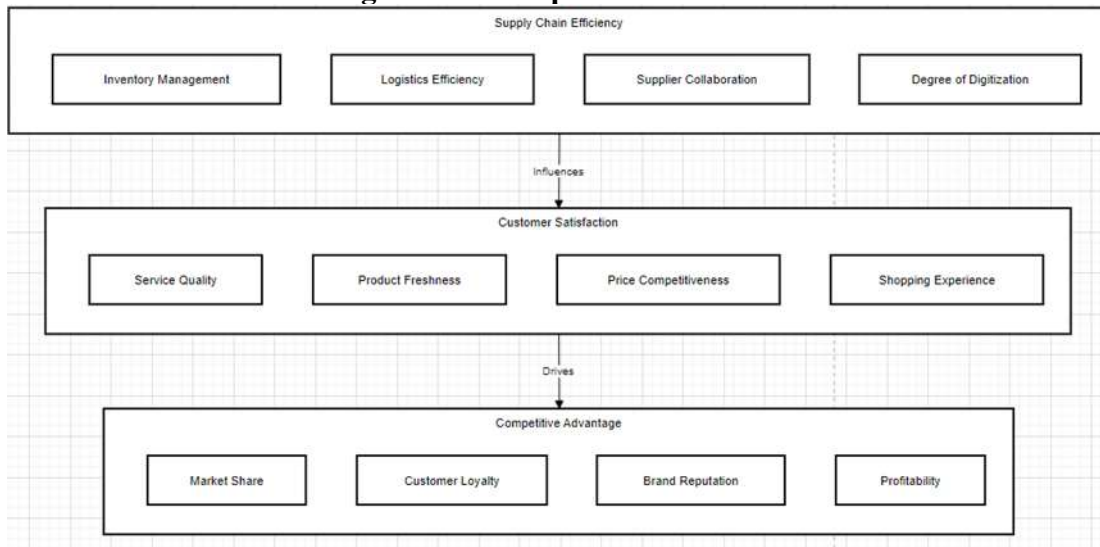 Supply Chain Efficiency
Inventory Management Logistics Efficiency Supplier Collaboration Degree of Digitization
Influences
Customer Satisfaction
Service Quality Product Freshness Price Competitiveness Shopping Experience
Drives
Competitive Advantage
Market Share Customer Loyalty Brand Reputation Profitability